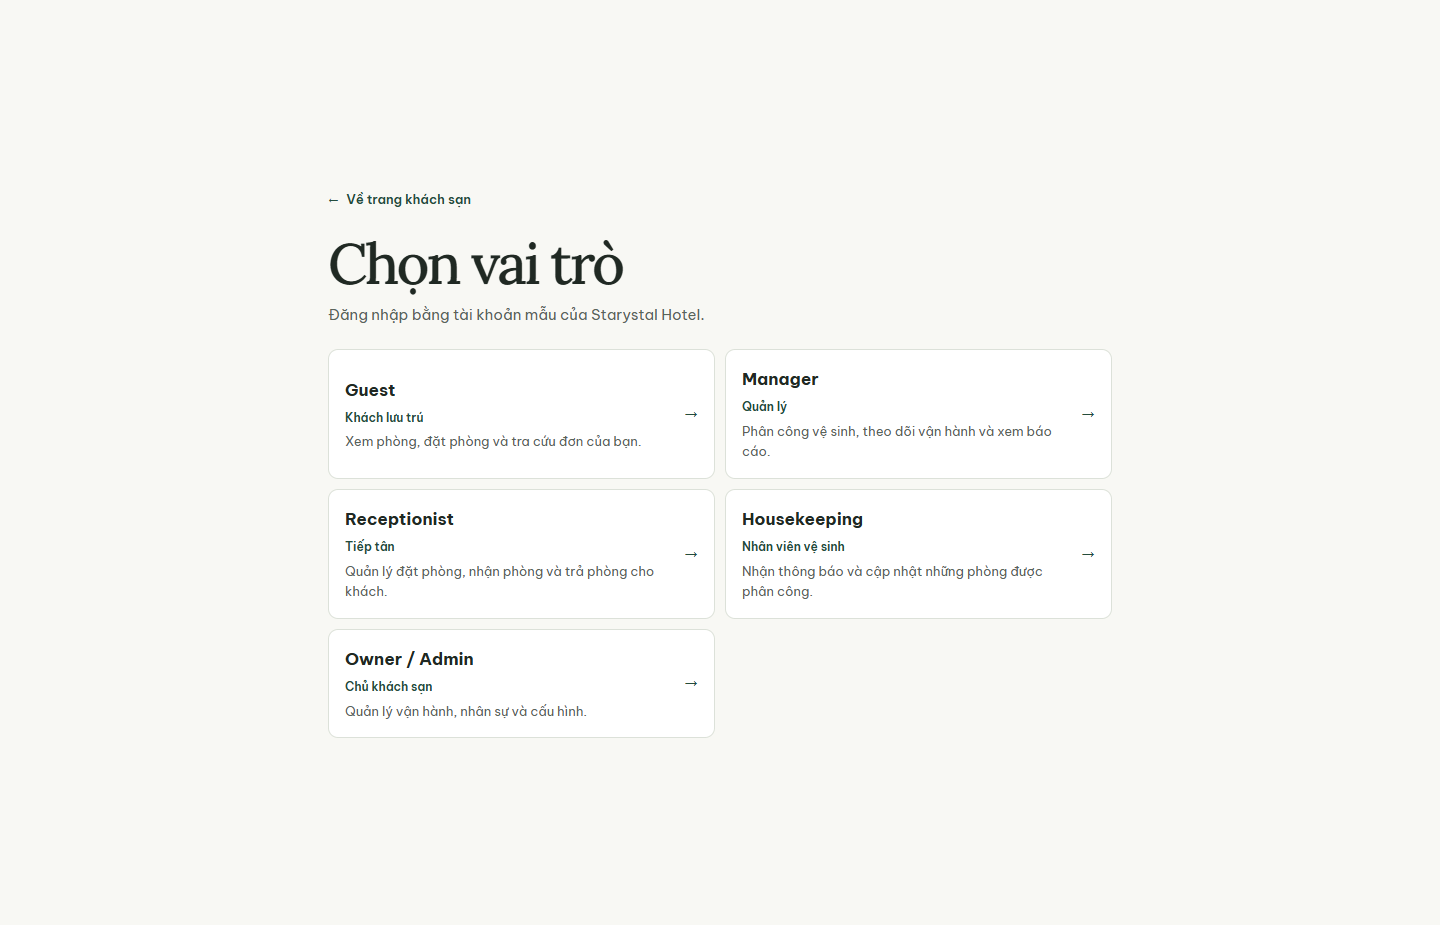 ← Về trang khách sạn
Chọn vai trò
Đăng nhập bằng tài khoản mẫu của Starystal Hotel.
Guest
Khách lưu trú
Xem phòng, đặt phòng và tra cứu đơn của bạn.
→
Manager
Quản lý
Phân công vệ sinh, theo dõi vận hành và xem báo
cáo.
→
Receptionist
Tiếp tân
Quản lý đặt phòng, nhận phòng và trả phòng cho
khách.
→
Housekeeping
Nhân viên vệ sinh
Nhận thông báo và cập nhật những phòng được
phân công.
→
Owner / Admin
Chủ khách sạn
Quản lý vận hành, nhân sự và cấu hình.
→